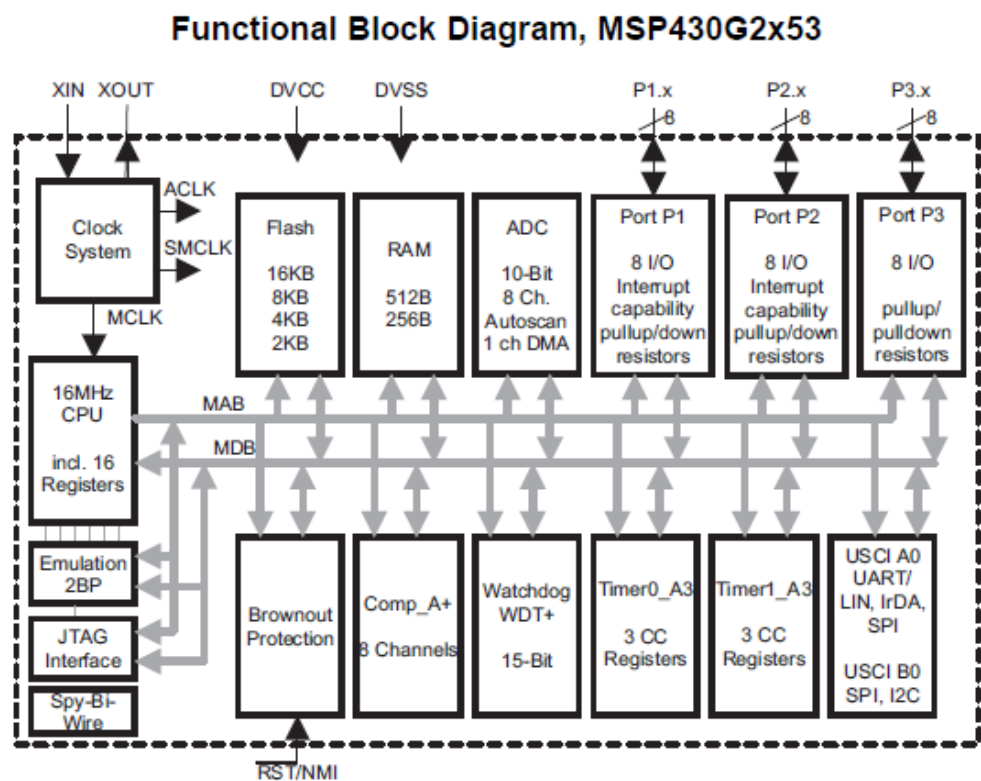 Functional Block Diagram, MSP430G2x53
XIN
XOUT
DVCC
DVSS
P1.x
P2.x
P3.x
8
8
8
Clock
System
ACLK
SMCLK
MCLK
Flash
16KB
8KB
4KB
2KB
RAM
512B
256B
ADC
10-Bit
8 Ch.
Autoscan
1 ch DMA
Port P1
8 I/O
Interrupt
capability
pullup/down
resistors
Port P2
8 I/O
Interrupt
capability
pullup/down
resistors
Port P3
8 I/O
pullup/
pulldown
resistors
16MHz
CPU
incl. 16
Registers
MAB
MDB
Emulation
2BP
JTAG
Interface
Spy-Bi-
Wire
Brownout
Protection
Comp_A+
8 Channels
Watchdog
WDT+
15-Bit
Timer0_A3
3 CC
Registers
Timer1_A3
3 CC
Registers
USCI A0
UART/
LIN, IrDA,
SPI
USCI B0
SPI, I2C
RST/NMI